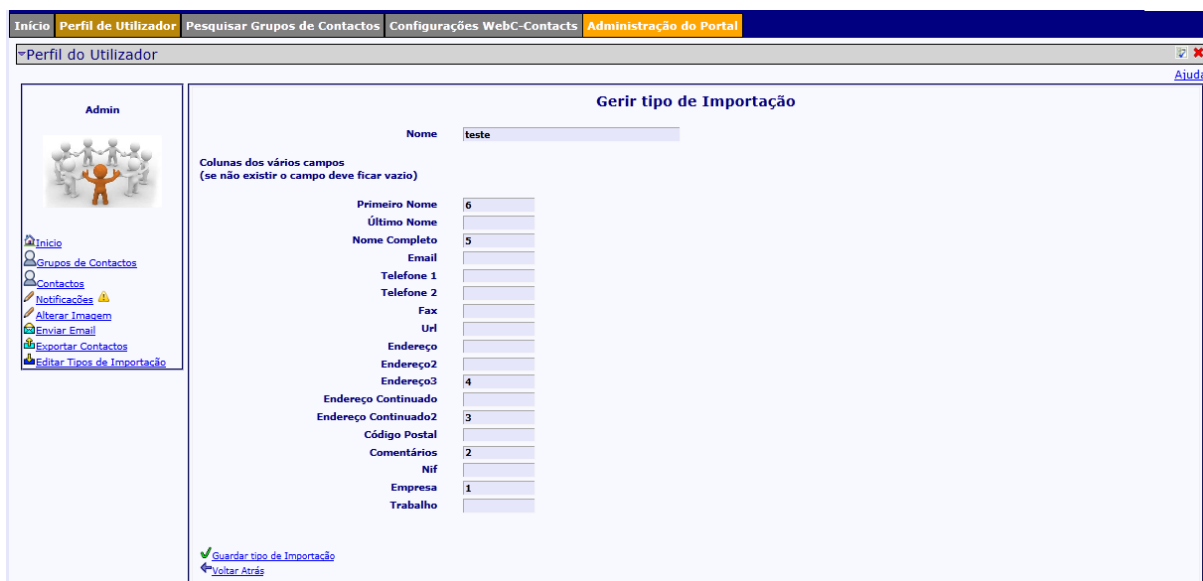 Início Perfil de Utilizador Pesquisar Grupos de Contactos Configurações WebC-Contacts Administração do Portal
Perfil do Utilizador
Ajuda
Admin
Inicio
Grupos de Contactos
Contactos
Notificacões
Alterar Imagem
Enviar Email
Exportar Contactos
Editar Tipos de Importacão
Gerir tipo de Importação
Nome teste
Colunas dos vários campos
(se não existir o campo deve ficar vazio)
Primeiro Nome 6
Último Nome
Nome Completo 5
Email
Telefone 1
Telefone 2
Fax
Url
Endereço
Endereço2
Endereço3 4
Endereço Continuado
Endereço Continuado2 3
Código Postal
Comentários 2
Nif
Empresa 1
Trabalho
Guardar tipo de Importação
Voltar Atrás